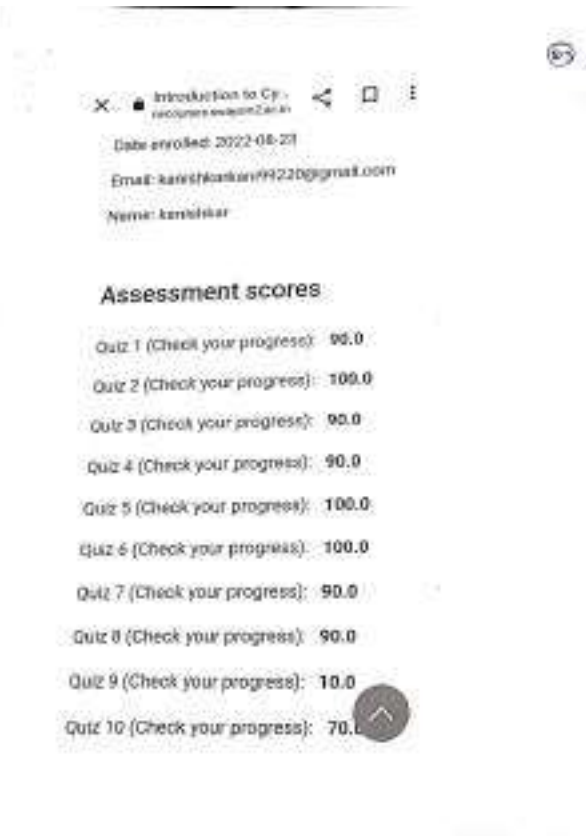 Introduction to Cy..
Date enrolled: 2022-08-23
Name:
Assessment scores
Quiz 1 (Check your progress): 90.0
Quiz 2 (Check your progress): 100.0
Quiz 3 (Check your progress): 90.0
Quiz 4 (Check your progress): 90.0
Quiz 5 (Check your progress): 100.0
Quiz 6 (Check your progress): 100.0
Quiz 7 (Check your progress): 90.0
Quiz 8 (Check your progress): 90.0
Quiz 9 (Check your progress): 10.0
Quiz 10 (Check your progress): 70.